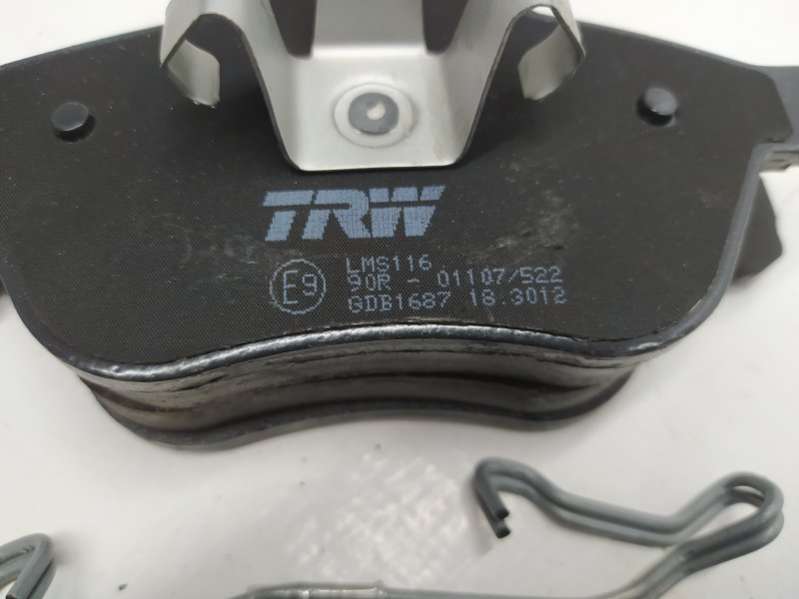 TRW
E9
LMS116
90R - 01107/522
GDB1687 18.3012